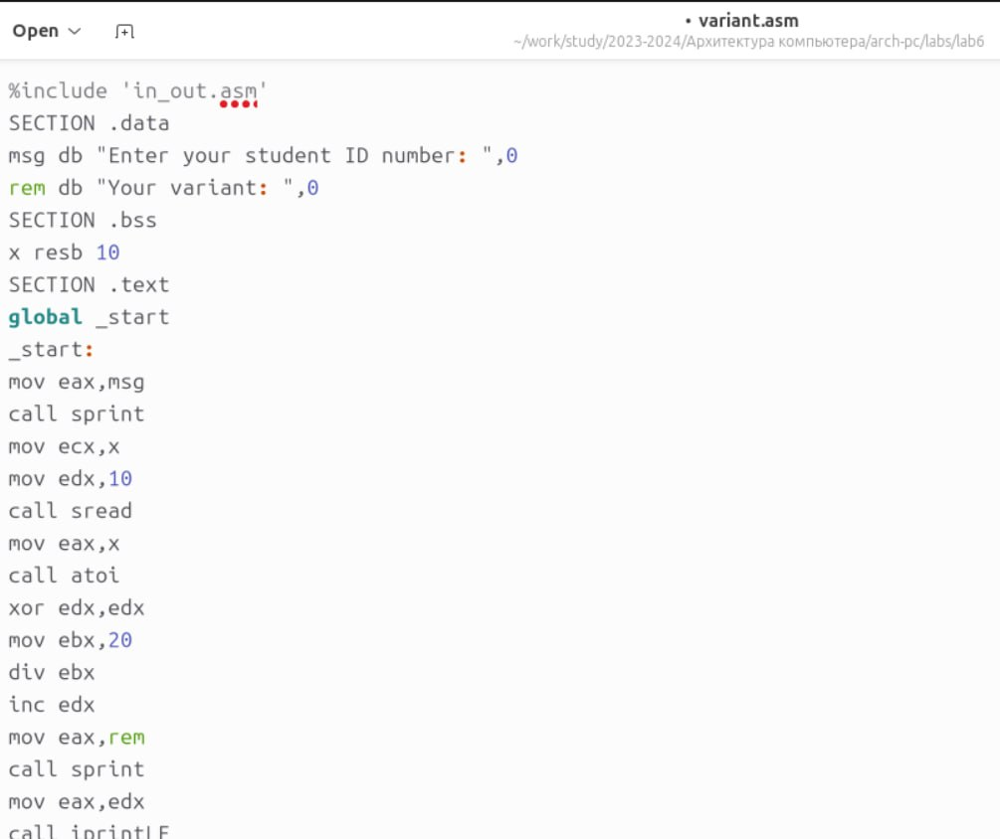 Open
• variant.asm
~/work/study/2023-2024/Архитектура компьютера/arch-pc/labs/lab6
%include 'in_out.asm'
SECTION .data
msg db "Enter your student ID number: ",0
rem db "Your variant: ",0
SECTION .bss
x resb 10
SECTION .text
global _start
_start:
mov eax,msg
call sprint
mov ecx,x
mov edx,10
call sread
mov eax,x
call atoi
xor edx,edx
mov ebx,20
div ebx
inc edx
mov eax,rem
call sprint
mov eax,edx
call iprintLF